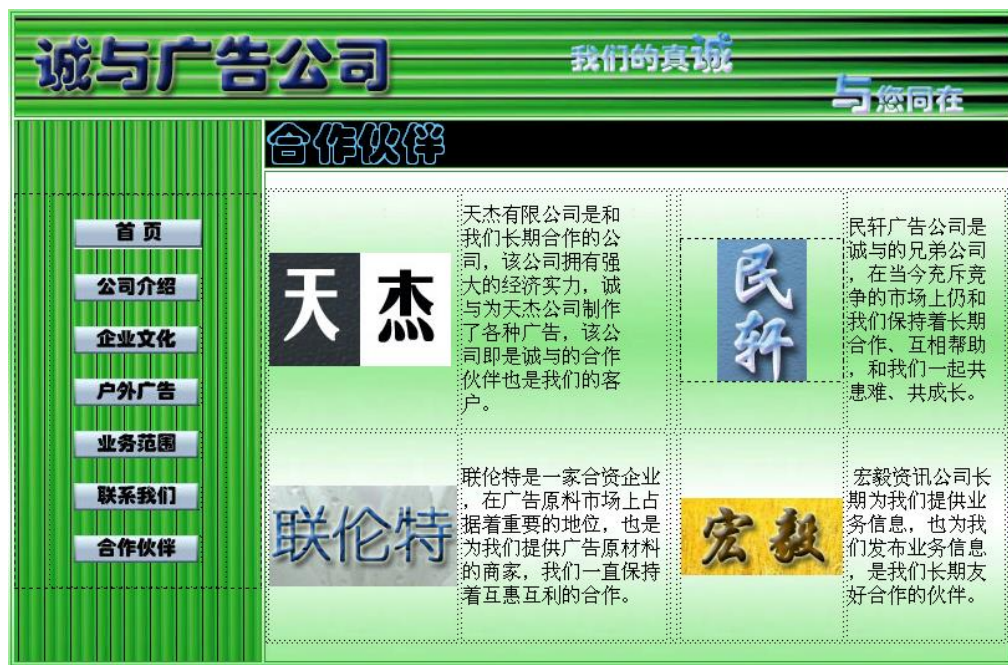 诚与广告公司
我们的真诚
与您同在
合作伙伴
首 页
公司介绍
企业文化
户外广告
业务范围
联系我们
合作伙伴
天 杰
天杰有限公司是和
我们长期合作的公
司，该公司拥有强
大的经济实力，诚
与为天杰公司制作
了各种广告，该公
司即是诚与的合作
伙伴也是我们的客
户。
民
轩
民轩广告公司是
诚与的兄弟公司
，在当今充斥竞
争的市场上仍和
我们保持着长期
合作、互相帮助
，和我们一起共
患难、共成长。
联伦特
联伦特是一家合资企业
，在广告原料市场上占
据着重要的地位，也是
为我们提供广告原材料
的商家，我们一直保持
着互惠互利的合作。
宏毅
宏毅资讯公司长
期为我们提供业
务信息，也为我
们发布业务信息
，是我们长期友
好合作的伙伴。